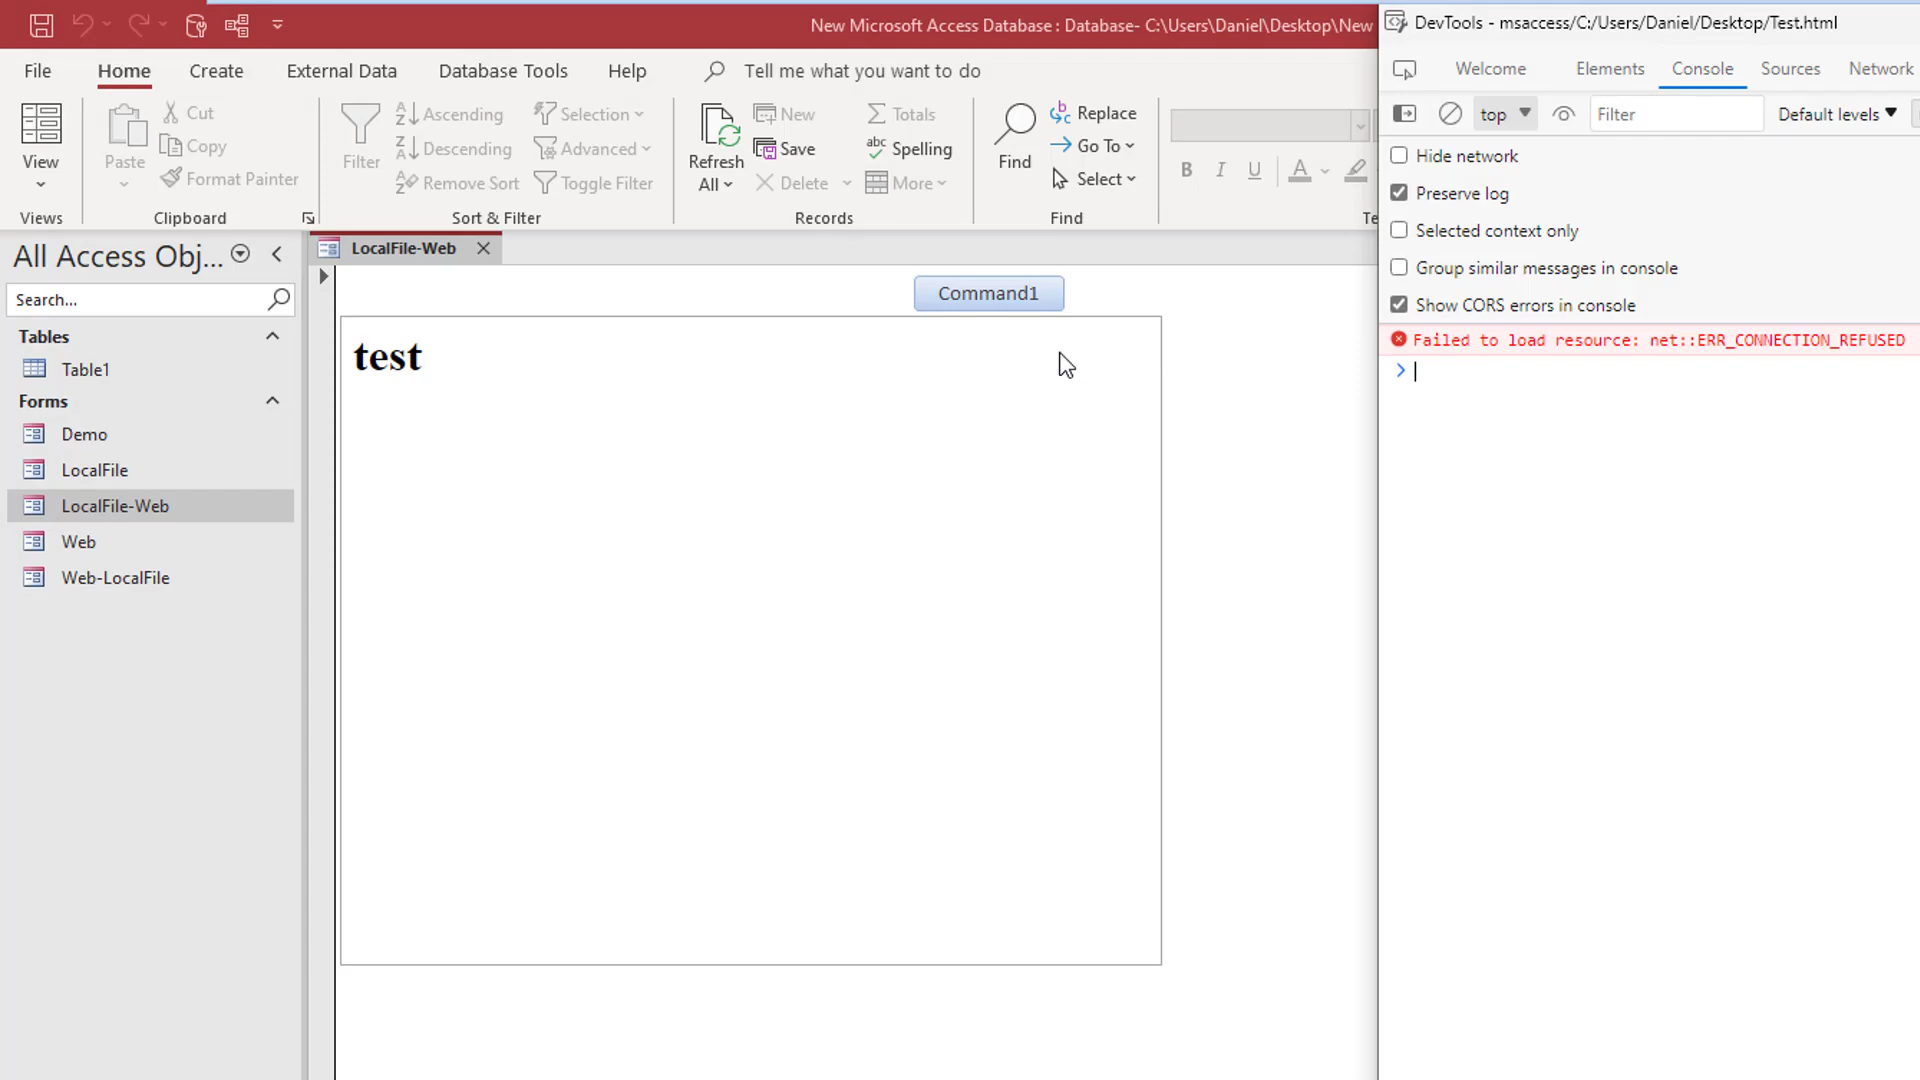 New Microsoft Access Database : Database- C:\Users\Daniel\Desktop\New
File Home Create External Data Database Tools Help Tell me what you want to do
View
Views
Paste
Cut
Copy
Format Painter
Clipboard
Filter
Ascending
Descending
Remove Sort
Selection
Advanced
Toggle Filter
Sort & Filter
Refresh
All
New
Save
Delete
Totals
Spelling
More
Records
Find
Replace
Go To
Select
Find
B I U A
Te
All Access Obj...
Search...
Tables
Table1
Forms
Demo
LocalFile
LocalFile-Web
Web
Web-LocalFile
LocalFile-Web
Command1
test
DevTools - msaccess/C:/Users/Daniel/Desktop/Test.html
Welcome Elements Console Sources Network
top Filter Default levels
Hide network
Preserve log
Selected context only
Group similar messages in console
Show CORS errors in console
Failed to load resource: net::ERR_CONNECTION_REFUSED